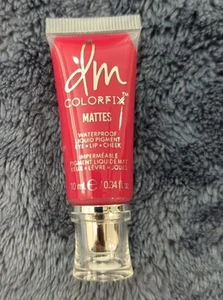 dm
COLORFIX™
MATTES
WATERPROOF
LIQUID PIGMENT
EYE • LIP • CHEEK
IMPERMÉABLE
PIGMENT LIQUIDE MAT
YEUX • LÈVRE • JOUES
10 mL e / 0.34 fl. oz